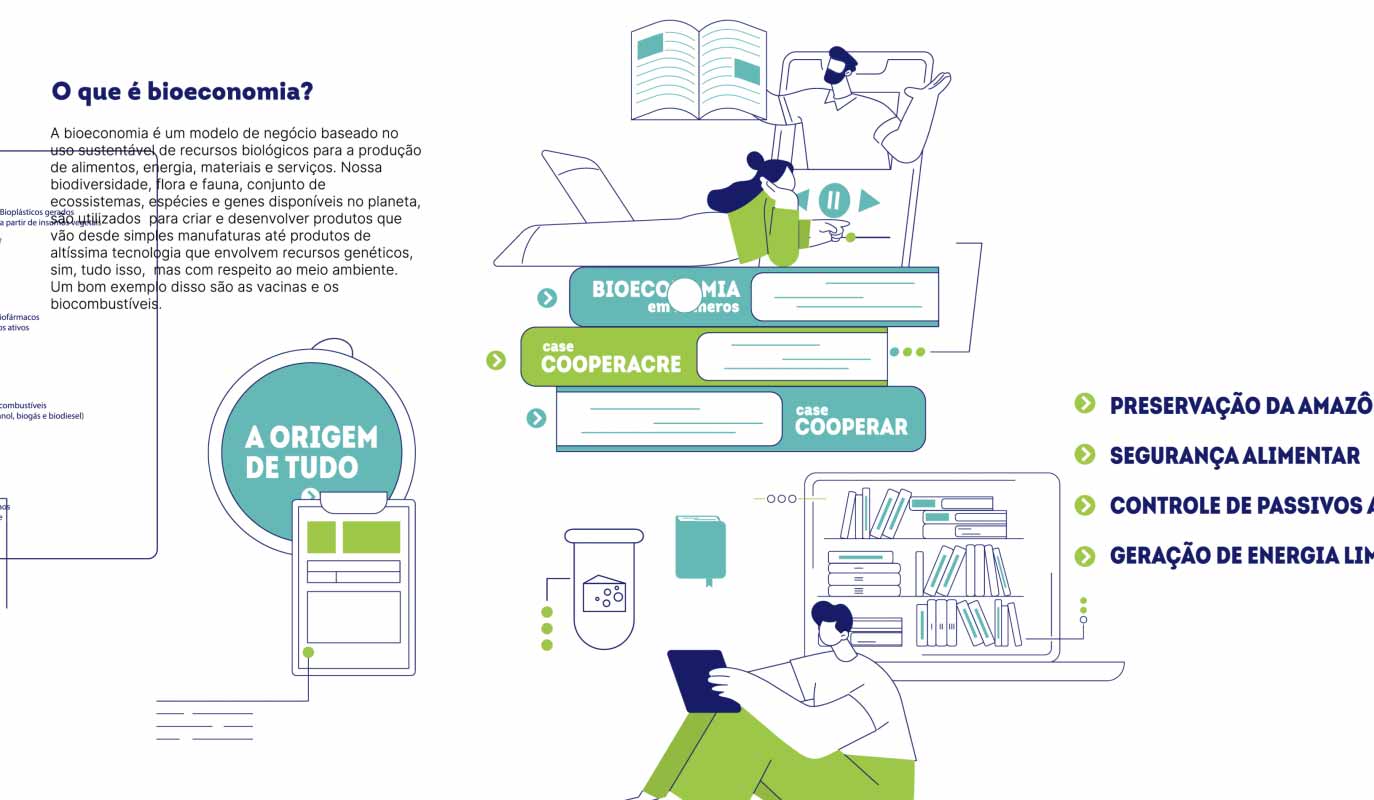 O que é bioeconomia?
A bioeconomia é um modelo de negócio baseado no
uso sustentável de recursos biológicos para a produção
de alimentos, energia, materiais e serviços. Nossa
biodiversidade, flora e fauna, conjunto de
ecossistemas, espécies e genes disponíveis no planeta,
são utilizados para criar e desenvolver produtos que
vão desde simples manufaturas até produtos de
altíssima tecnologia que envolvem recursos genéticos,
sim, tudo isso, mas com respeito ao meio ambiente.
Um bom exemplo disso são as vacinas e os
biocombustíveis.
Bioplásticos gerados
a partir de insumos vegetais
iofármacos
os ativos
combustíveis
nol, biogás e biodiesel)
A ORIGEM
DE TUDO
BIOECO MIA
em meros
case
COOPERACRE
case
COOPERAR
I II III
PRESERVAÇÃO DA AMAZÔ
SEGURANÇA ALIMENTAR
CONTROLE DE PASSIVOS A
GERAÇÃO DE ENERGIA LIM